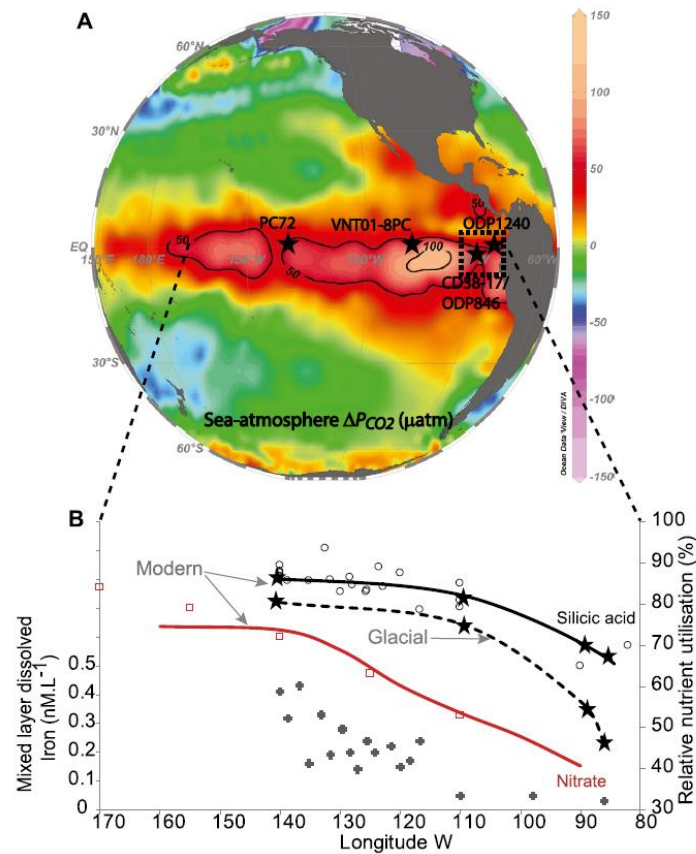 A
60°N
30°N
EQ
150°E
180°E
60°W
30°S
60°S
PC72
VNT01-8PC
ODP1240
CD38-17/
ODP846
50
50
100
50
Sea-atmosphere ΔPCO2 (µatm)
150
100
50
0
-50
-100
-150
Ocean Data View / DIVA
B
Modern
Glacial
Silicic acid
Nitrate
Mixed layer dissolved
Iron (nM.L-1)
0.5
0.4
0.3
0.2
0.1
0
100
90
80
70
60
50
40
30
Relative nutrient utilisation (%)
170
160
150
140
130
120
110
100
90
80
Longitude W